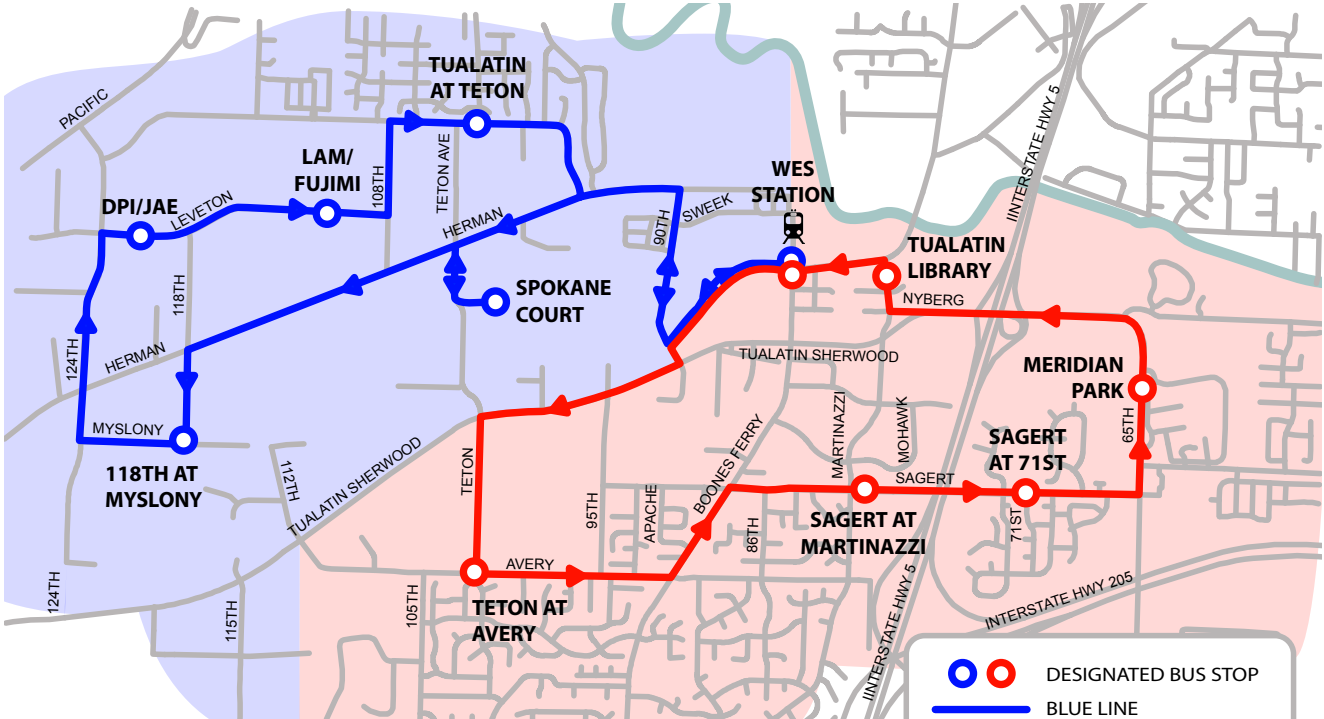 TUALATIN
AT TETON
PACIFIC
LAM/
FUJIMI
108TH
TETON AVE
IINTERSTATE HWY 5
WES
STATION
DPI/JAE
LEVETON
HERMAN
90TH
SWEEK
TUALATIN
LIBRARY
118TH
SPOKANE
COURT
NYBERG
124TH
HERMAN
TUALATIN SHERWOOD
MERIDIAN
PARK
MYSLONY
118TH AT
MYSLONY
112TH
TUALATIN SHERWOOD
TETON
95TH
APACHE
BOONES FERRY
MARTINAZZI
MOHAWK
SAGERT
AT 71ST
65TH
SAGERT
86TH
SAGERT AT
MARTINAZZI
71ST
AVERY
TETON AT
AVERY
124TH
115TH
105TH
IINTERSTATE HWY 5
INTERSTATE HWY 205
DESIGNATED BUS STOP
BLUE LINE